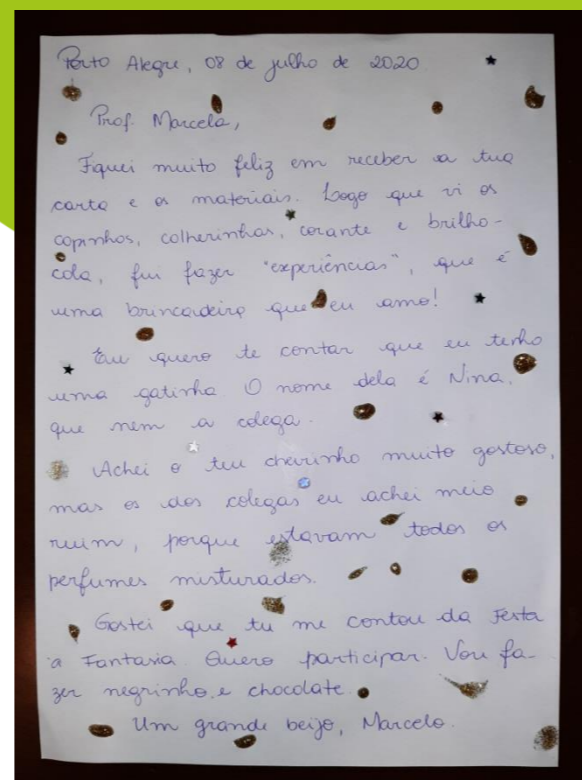 Porto Alegre, 08 de julho de 2020
Prof. Marcela,
Fiquei muito feliz em receber a tua
carta e os materiais. Logo que vi os
copinhos, colherinhas, corante e brilho-
cola, fui fazer "experiências", que é
uma brincadeira que eu amo!
Eu quero te contar que eu tenho
uma gatinha. O nome dela é Nina,
que nem a colega.
Achei o teu cheirinho muito gostoso,
mas os dos colegas eu achei meio
ruim, porque estavam todos os
perfumes misturados.
Gostei que tu me contou da Festa
a Fantasia. Quero participar. Vou fa-
zer negrinho e chocolate.
Um grande beijo, Marcelo.